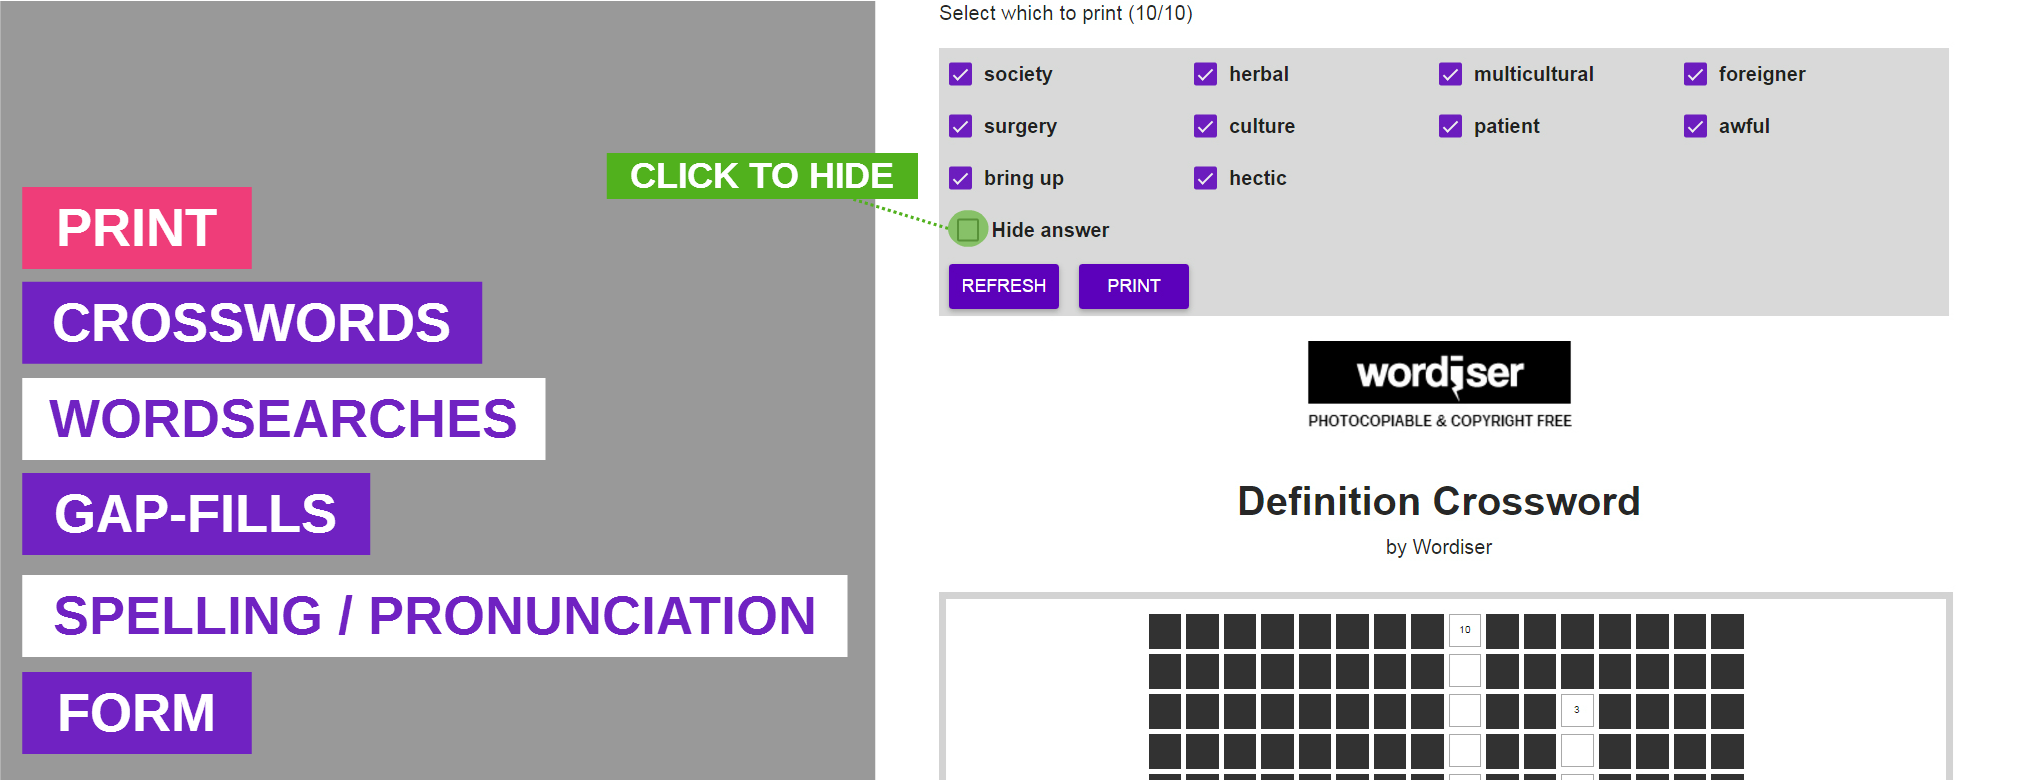 PRINT
CROSSWORDS
WORDSEARCHES
GAP-FILLS
SPELLING / PRONUNCIATION
FORM
CLICK TO HIDE
Select which to print (10/10)
society herbal multicultural foreigner
surgery culture patient awful
bring up hectic
Hide answer
REFRESH PRINT
wordiser
PHOTOCOPIABLE & COPYRIGHT FREE
Definition Crossword
by Wordiser
10
3